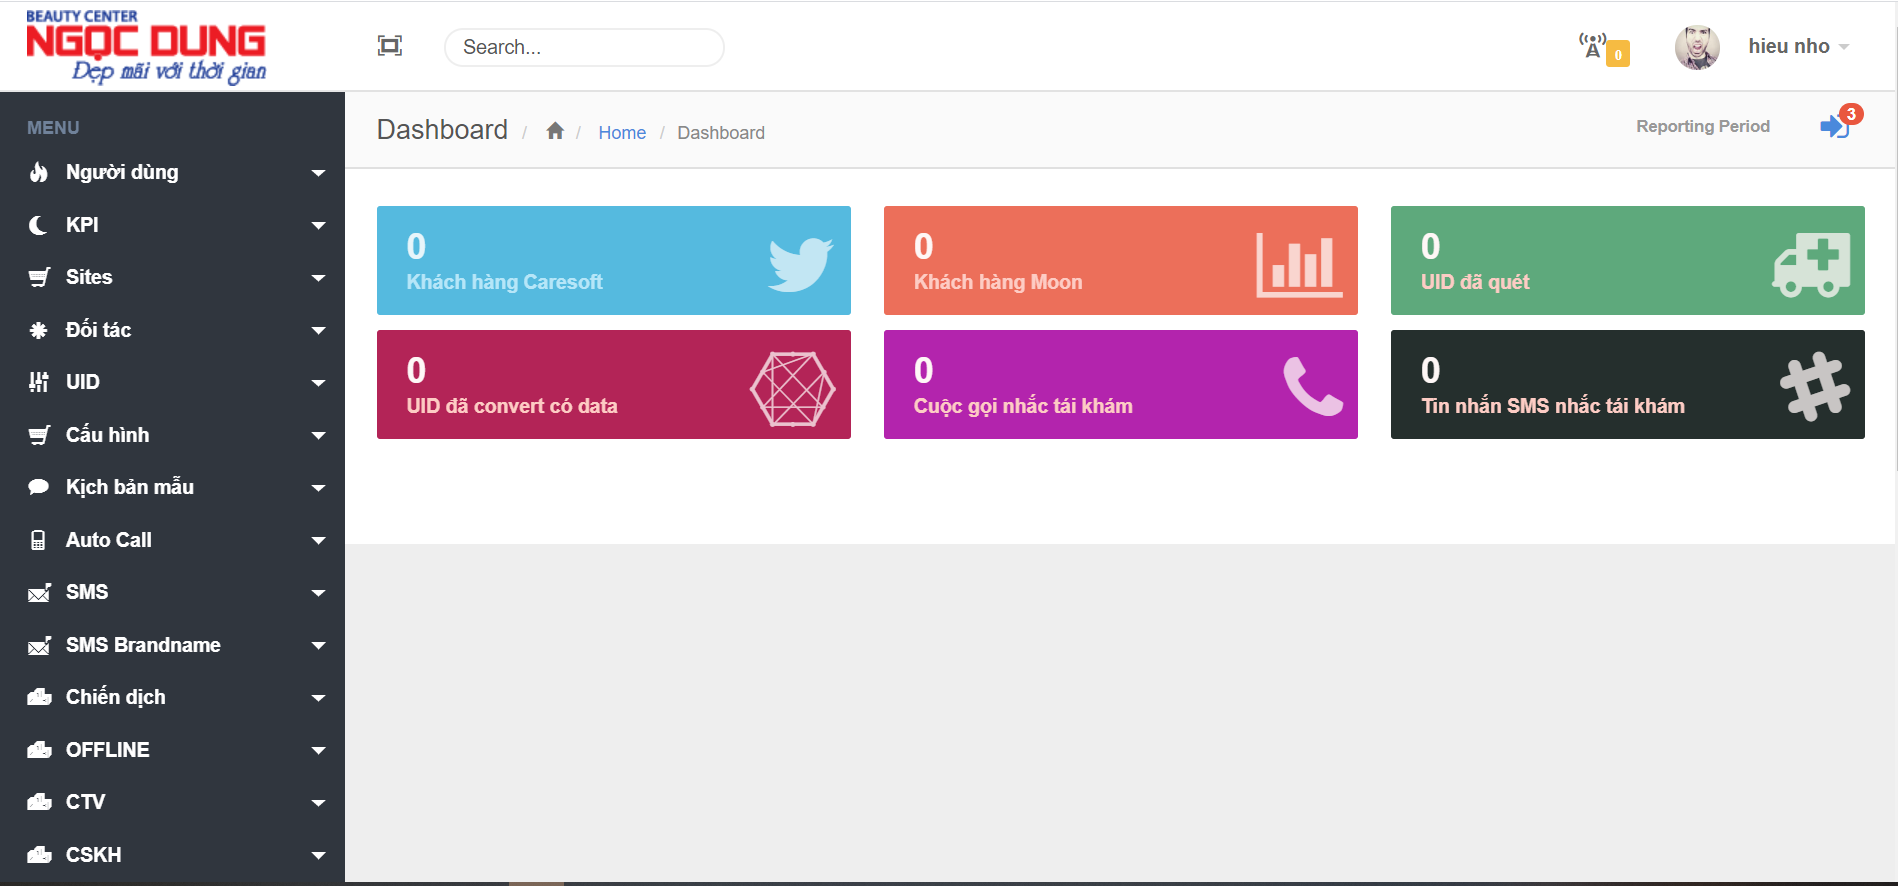 BEAUTY CENTER
NGỌC DUNG
Đẹp mãi với thời gian
Search...
0
hieu nho
MENU
Người dùng
KPI
Sites
Đối tác
UID
Cấu hình
Kịch bản mẫu
Auto Call
SMS
SMS Brandname
Chiến dịch
OFFLINE
CTV
CSKH
Dashboard / / Home / Dashboard
Reporting Period
3
0
Khách hàng Caresoft
0
Khách hàng Moon
0
UID đã quét
0
UID đã convert có data
0
Cuộc gọi nhắc tái khám
0
Tin nhắn SMS nhắc tái khám